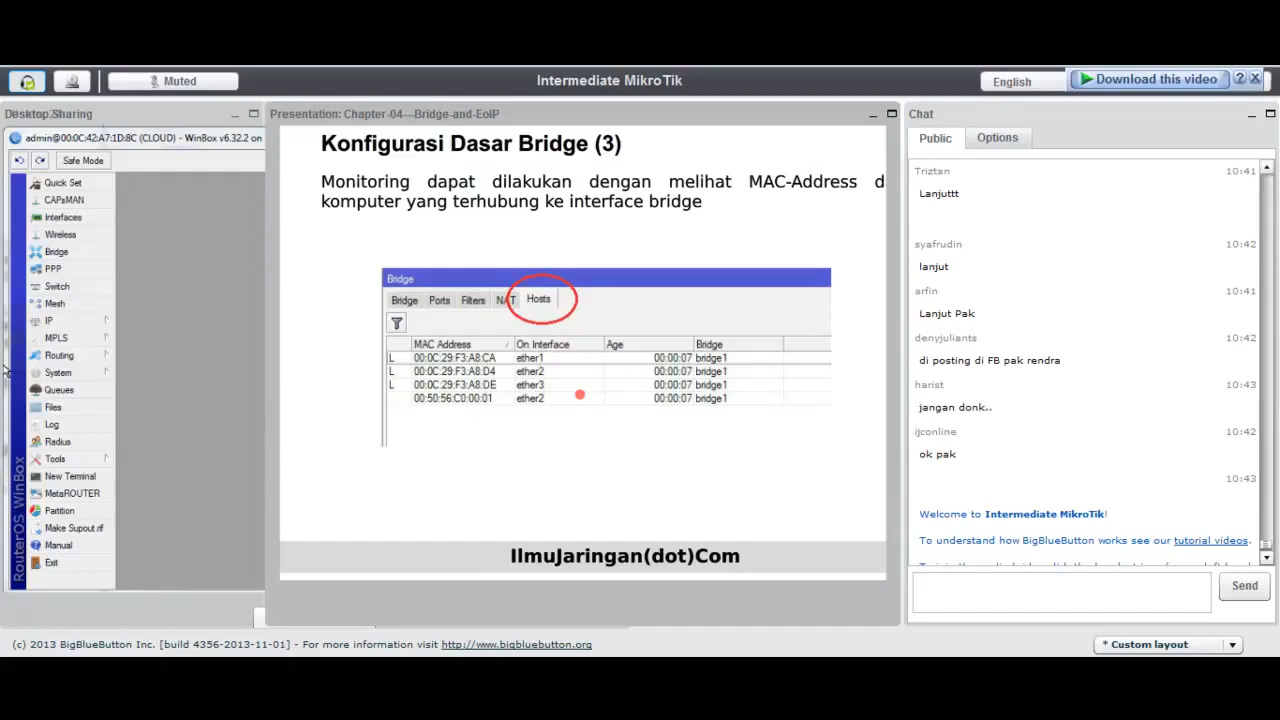 Muted
Intermediate MikroTik
English
Download this video
Presentation: Chapter-04---Bridge-and-EoIP
admin@00:0C:42:A7:1D:8C (CLOUD) - WinBox v6.32.2 on
Safe Mode
Quick Set
CAPsMAN
Interfaces
Wireless
Bridge
PPP
Switch
Mesh
IP
MPLS
Routing
System
Queues
Files
Log
Radius
Tools
New Terminal
MetaROUTER
Partition
Make Supout.rif
Manual
Exit
RouterOS WinBox
Konfigurasi Dasar Bridge (3)
Monitoring dapat dilakukan dengan melihat MAC-Address
komputer yang terhubung ke interface bridge
Bridge
Bridge Ports Filters NAT Hosts
MAC Address On Interface Age Bridge
L 00:0C:29:F3:A8:CA ether1 00:00:07 bridge1
L 00:0C:29:F3:A8:D4 ether2 00:00:07 bridge1
L 00:0C:29:F3:A8:DE ether3 00:00:07 bridge1
00:50:56:C0:00:01 ether2 00:00:07 bridge1
IlmuJaringan(dot)Com
Chat
Public Options
Triztan 10:41
Lanjuttt
syafrudin 10:42
lanjut
arfin 10:41
Lanjut Pak
denyjuliants 10:42
di posting di FB pak rendra
harist 10:43
jangan donk..
ijconline 10:42
ok pak
10:43
Welcome to Intermediate MikroTik!
To understand how BigBlueButton works see our tutorial videos.
Send
(c) 2013 BigBlueButton Inc. [build 4356-2013-11-01] - For more information visit http://www.bigbluebutton.org
* Custom layout